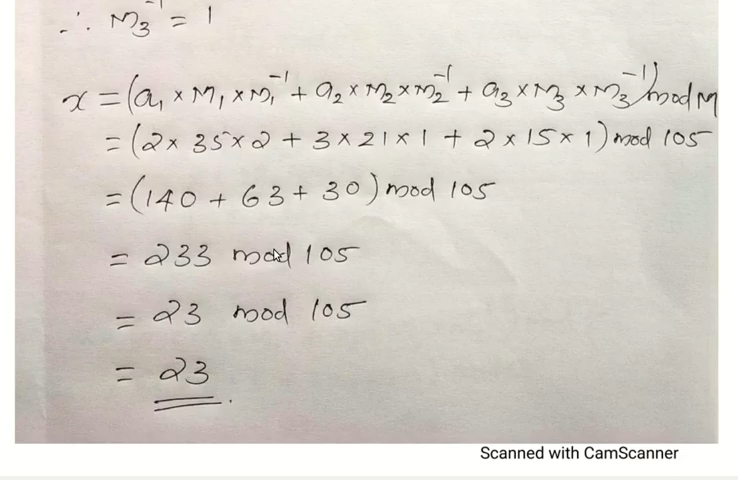 ∴ M₃⁻¹ = 1
x = (a₁ × M₁ × M₁⁻¹ + a₂ × M₂ × M₂⁻¹ + a₃ × M₃ × M₃⁻¹) mod M
= (2 × 35 × 2 + 3 × 21 × 1 + 2 × 15 × 1) mod 105
= (140 + 63 + 30) mod 105
= 233 mod 105
= 23 mod 105
= 23.
Scanned with CamScanner